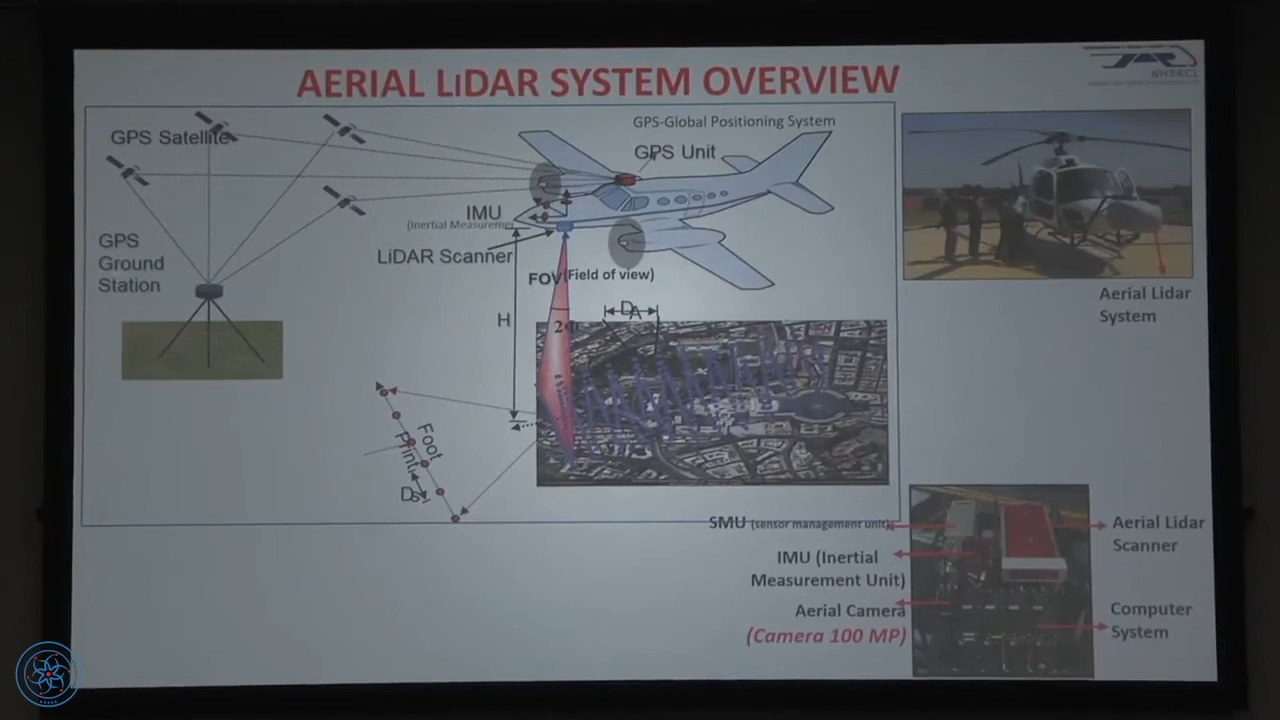 AERIAL LiDAR SYSTEM OVERVIEW
NHSRCL
GPS Satellite
GPS-Global Positioning System
GPS Unit
IMU
(Inertial Measuremen
LiDAR Scanner
GPS
Ground
Station
FOV(Field of view)
H
DA
2Φ
Foot
Print
Ds
Aerial Lidar
System
SMU (sensor management unit)
IMU (Inertial
Measurement Unit)
Aerial Camera
(Camera 100 MP)
Aerial Lidar
Scanner
Computer
System